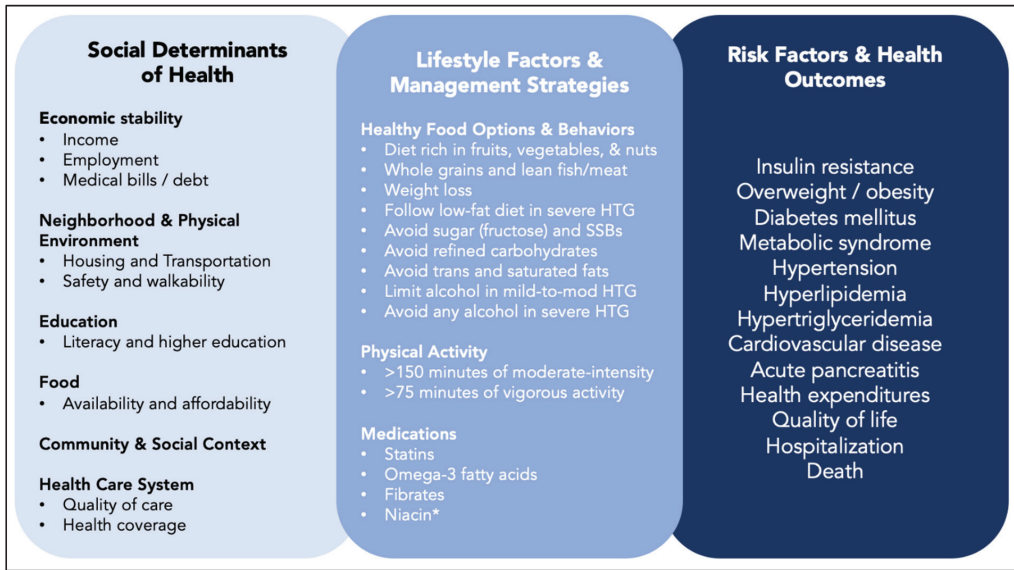 Social Determinants
of Health
Economic stability
• Income
• Employment
• Medical bills / debt
Neighborhood & Physical
Environment
• Housing and Transportation
• Safety and walkability
Education
• Literacy and higher education
Food
• Availability and affordability
Community & Social Context
Health Care System
• Quality of care
• Health coverage
Lifestyle Factors &
Management Strategies
Healthy Food Options & Behaviors
• Diet rich in fruits, vegetables, & nuts
• Whole grains and lean fish/meat
• Weight loss
• Follow low-fat diet in severe HTG
• Avoid sugar (fructose) and SSBs
• Avoid refined carbohydrates
• Avoid trans and saturated fats
• Limit alcohol in mild-to-mod HTG
• Avoid any alcohol in severe HTG
Physical Activity
• >150 minutes of moderate-intensity
• >75 minutes of vigorous activity
Medications
• Statins
• Omega-3 fatty acids
• Fibrates
• Niacin*
Risk Factors & Health
Outcomes
Insulin resistance
Overweight / obesity
Diabetes mellitus
Metabolic syndrome
Hypertension
Hyperlipidemia
Hypertriglyceridemia
Cardiovascular disease
Acute pancreatitis
Health expenditures
Quality of life
Hospitalization
Death